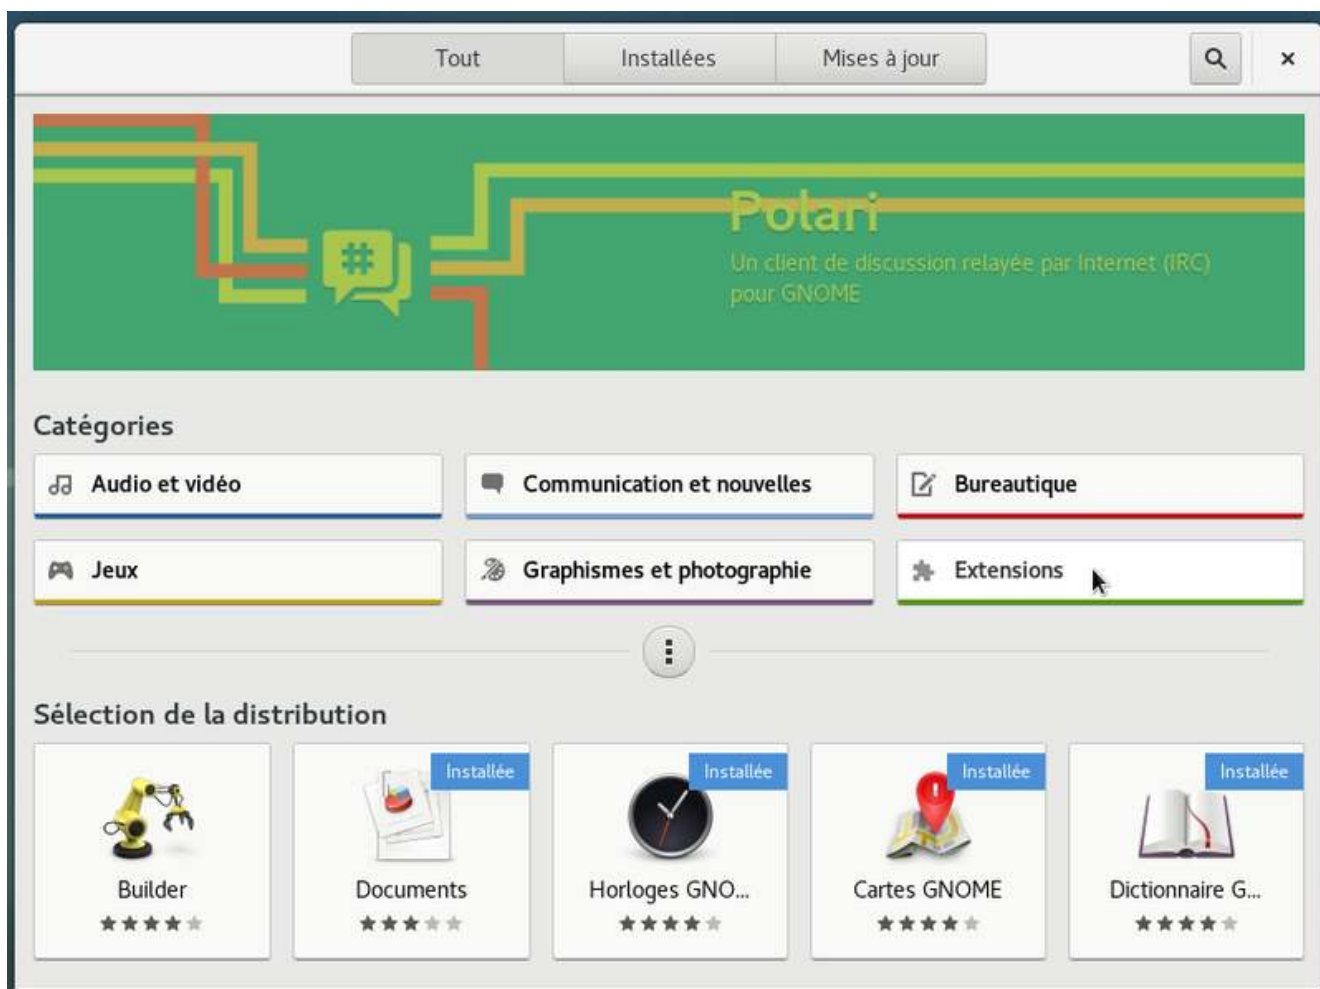 Tout Installées Mises à jour
Polari
Un client de discussion relayée par Internet (IRC)
pour GNOME
Catégories
Audio et vidéo Communication et nouvelles Bureautique
Jeux Graphismes et photographie Extensions
Sélection de la distribution
Installée Installée Installée Installée
Builder Documents Horloges GNO... Cartes GNOME Dictionnaire G...